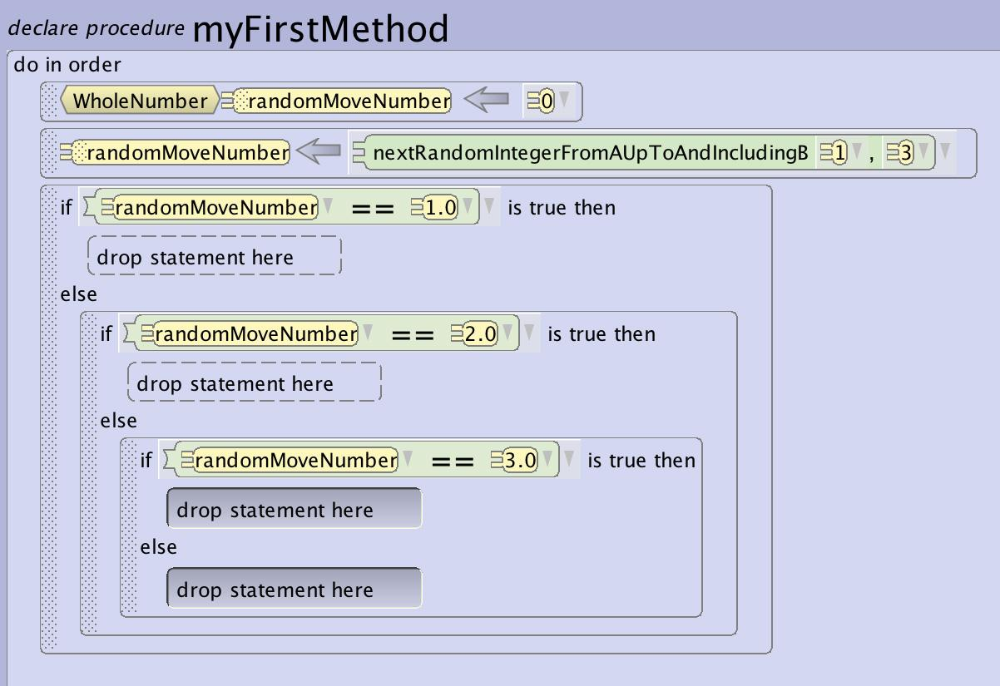 declare procedure myFirstMethod
do in order
WholeNumber randomMoveNumber 0
randomMoveNumber nextRandomIntegerFromAUpToAndIncludingB 1 , 3
if randomMoveNumber == 1.0 is true then
drop statement here
else
if randomMoveNumber == 2.0 is true then
drop statement here
else
if randomMoveNumber == 3.0 is true then
drop statement here
else
drop statement here